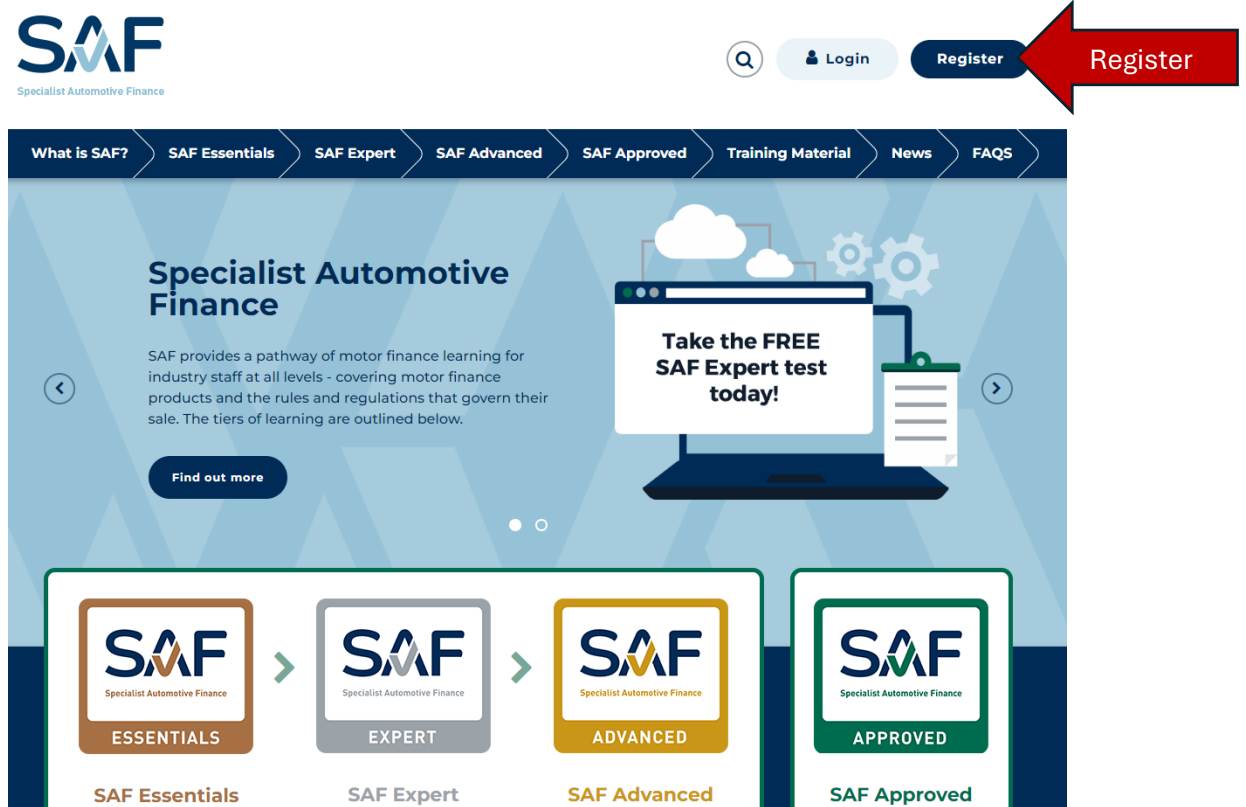 SAF
Specialist Automotive Finance
Login
Register
Register
What is SAF?
SAF Essentials
SAF Expert
SAF Advanced
SAF Approved
Training Material
News
FAQS
Specialist Automotive
Finance
SAF provides a pathway of motor finance learning for
industry staff at all levels - covering motor finance
products and the rules and regulations that govern their
sale. The tiers of learning are outlined below.
Find out more
Take the FREE
SAF Expert test
today!
SAF
Specialist Automotive Finance
ESSENTIALS
SAF Essentials
SAF
Specialist Automotive Finance
EXPERT
SAF Expert
SAF
Specialist Automotive Finance
ADVANCED
SAF Advanced
SAF
Specialist Automotive Finance
APPROVED
SAF Approved